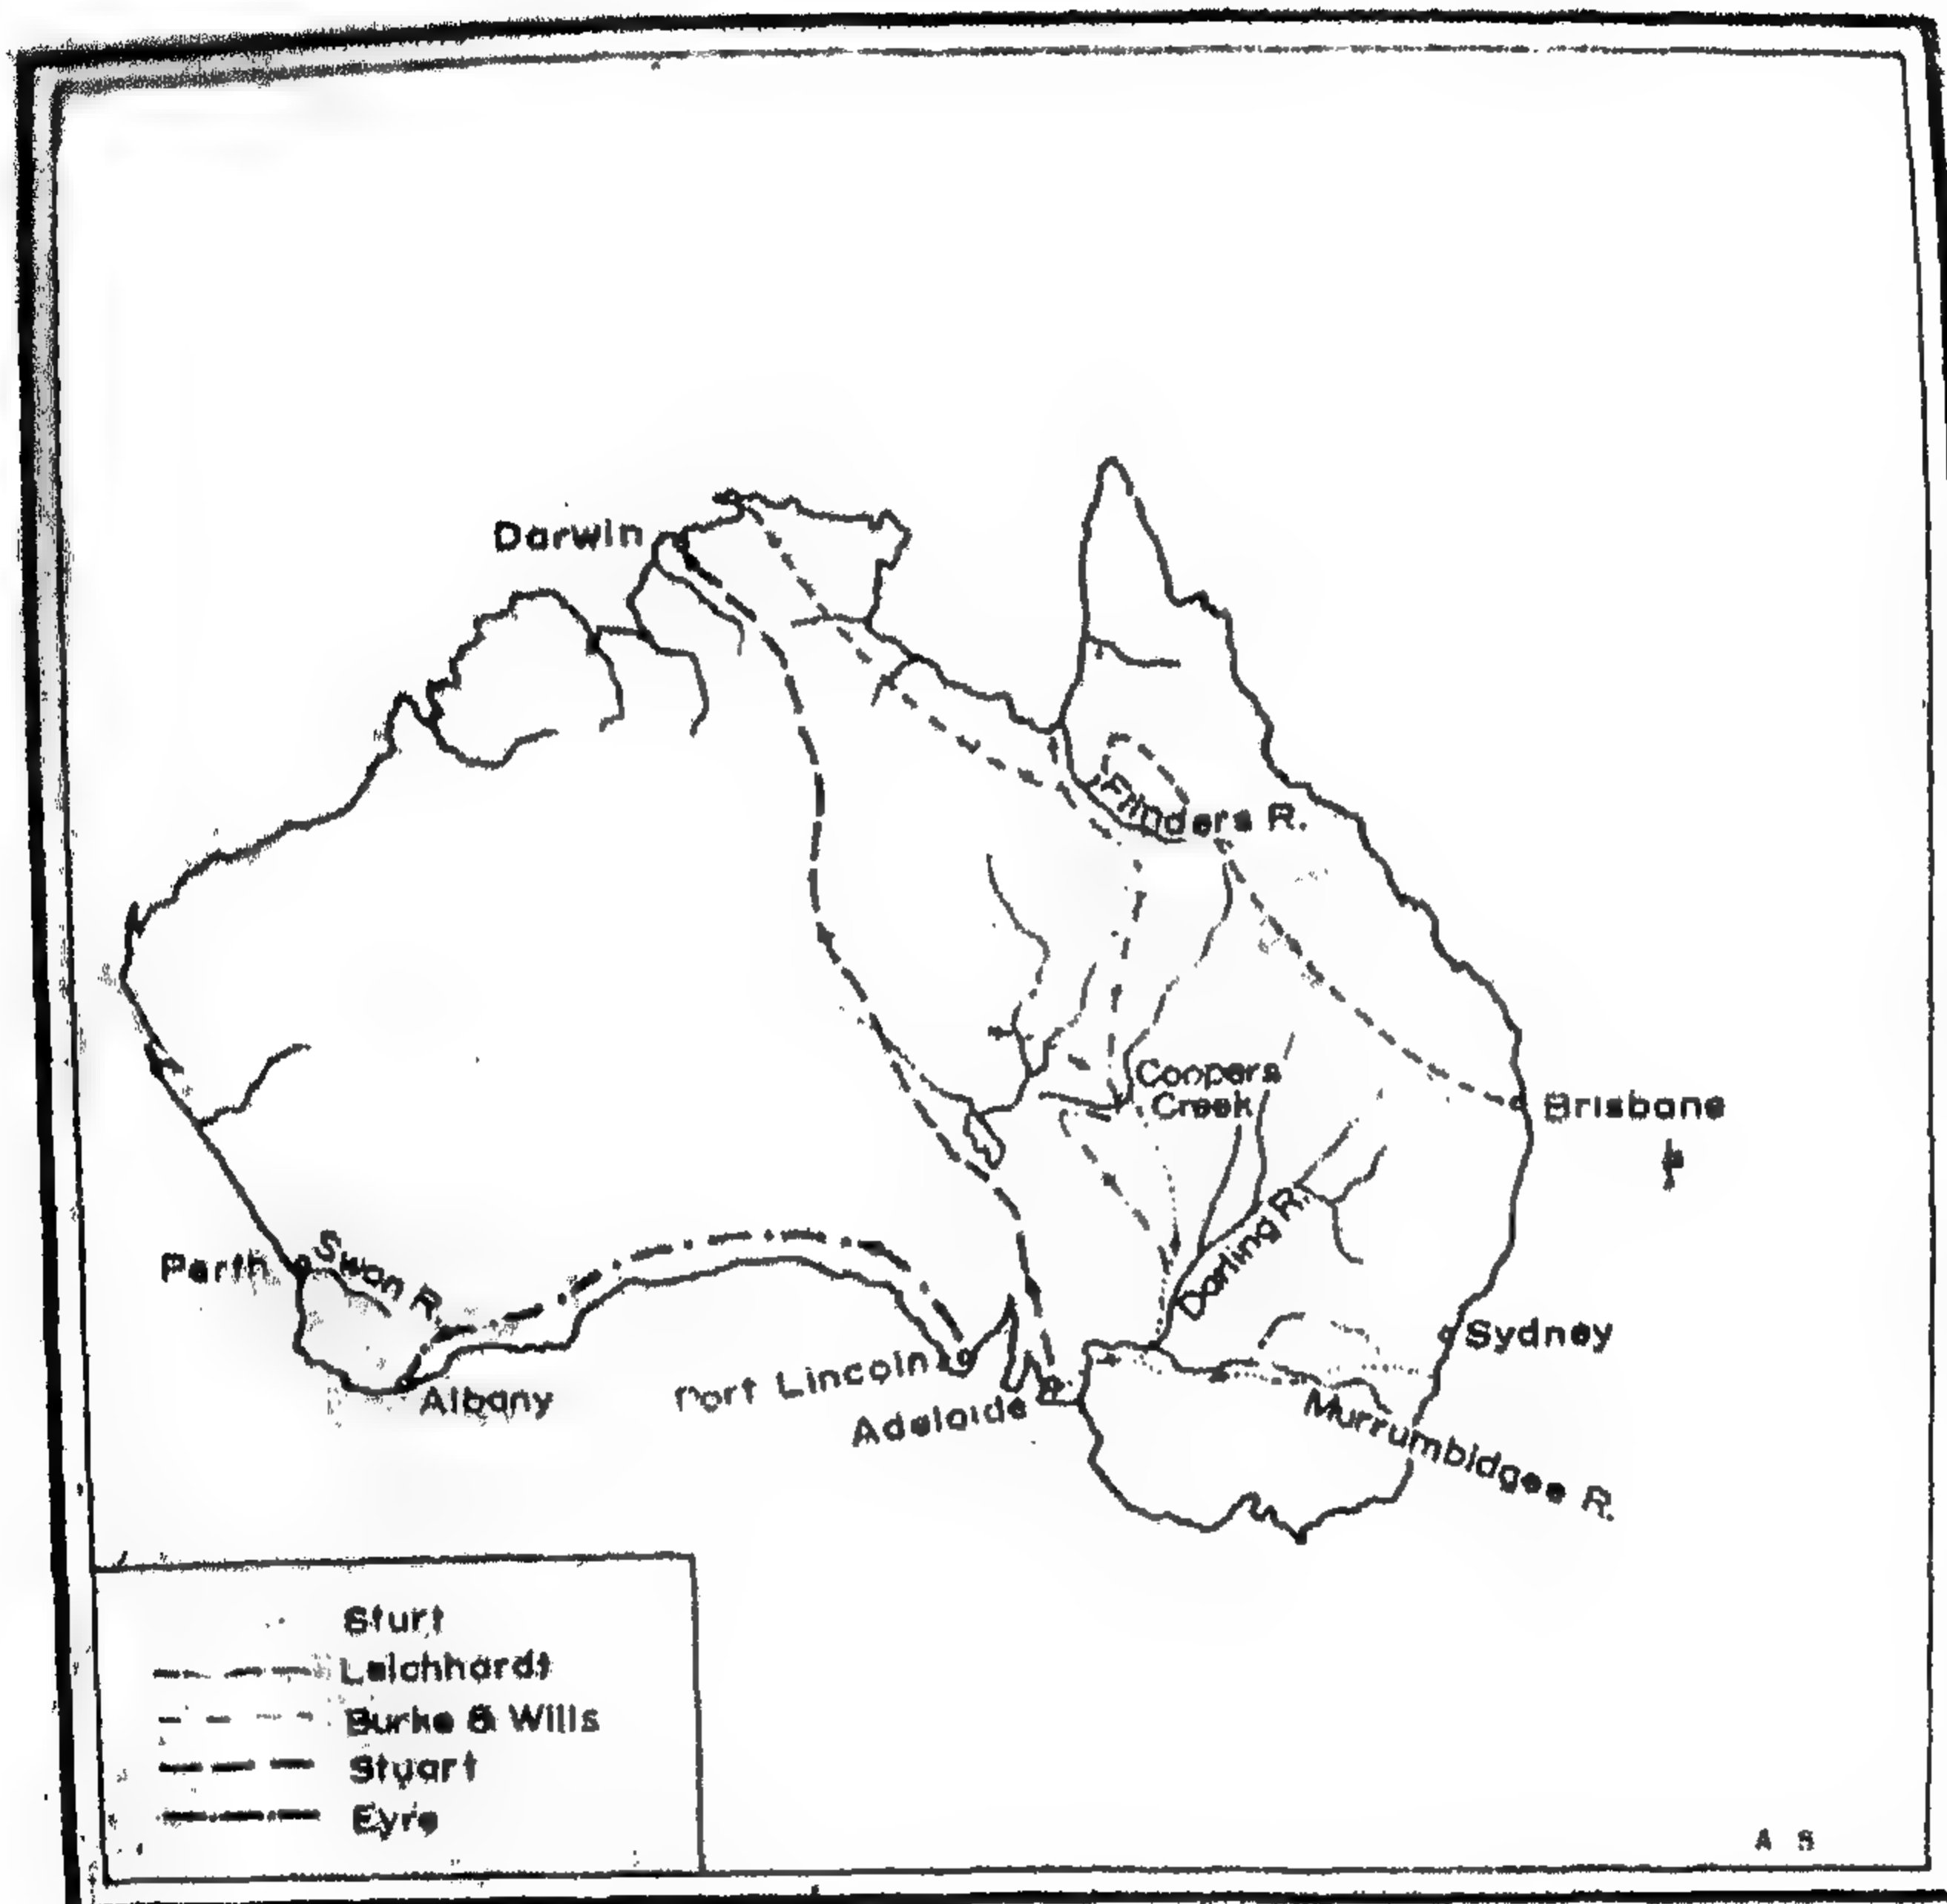 Darwin
Flinders R.
Coopers
Creek
Brisbane
Darling R.
Perth
Swan R.
Sydney
Port Lincoln
Albany
Adelaide
Murrumbidgee R.
Sturt
Leichhardt
Burke & Wills
Stuart
Eyre
A S